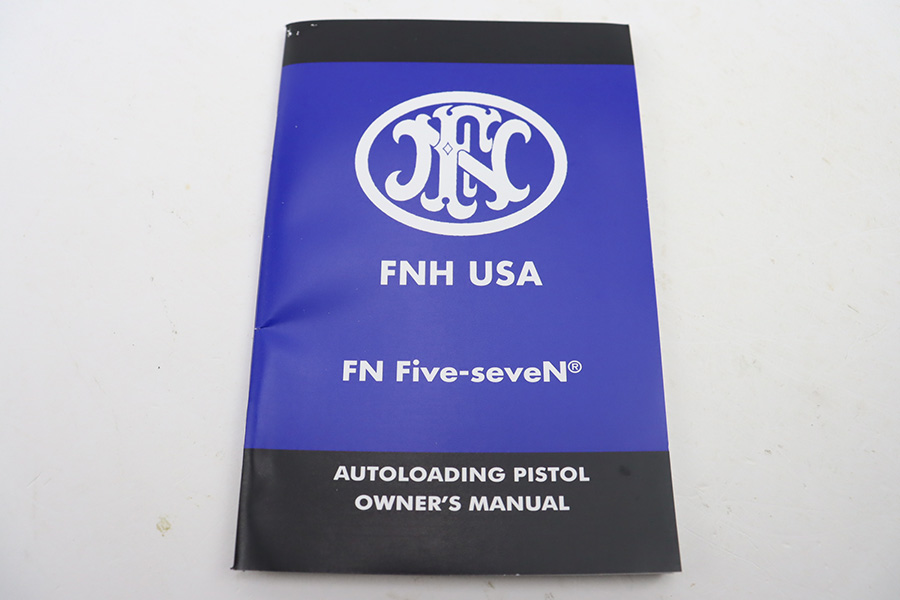 FN
FNH USA
FN Five-seveN®
AUTOLOADING PISTOL
OWNER'S MANUAL